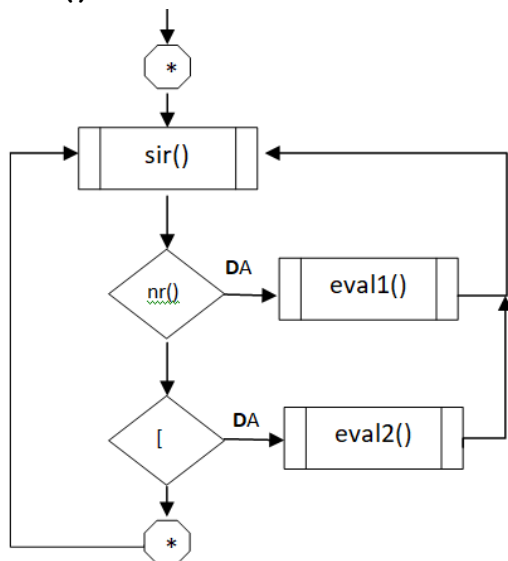 ()
*
sir()
nr()
DA
eval1()
[
DA
eval2()
*